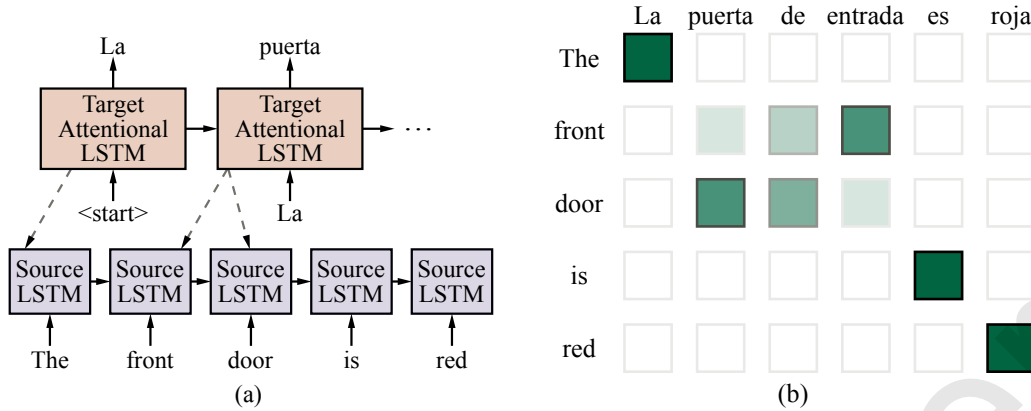 La puerta
Target Attentional LSTM
Target Attentional LSTM
...
<start> La
Source LSTM
Source LSTM
Source LSTM
Source LSTM
Source LSTM
The front door is red
(a)
La puerta de entrada es roja
The
front
door
is
red
(b)